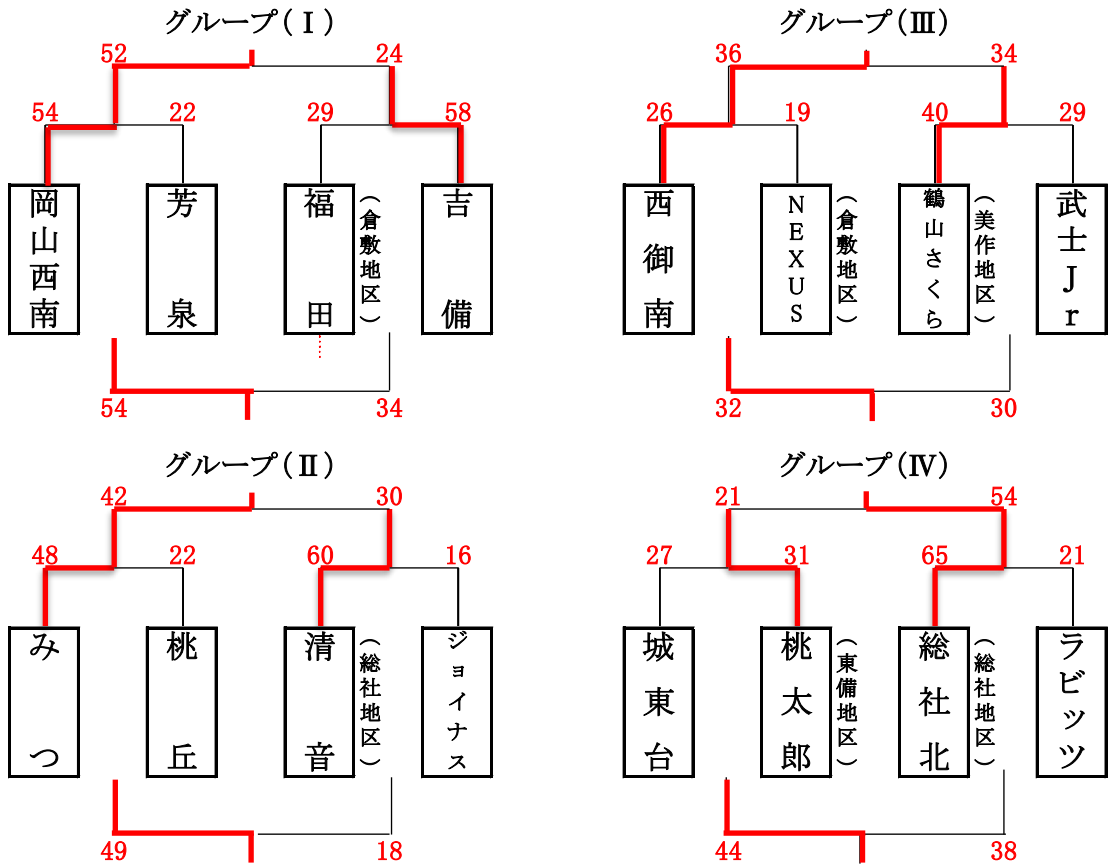 グループ(Ⅰ)
52 24
54 22 29 58
岡山西南
芳泉
福田
(倉敷地区)
吉備
54 34
グループ(Ⅲ)
36 34
26 19 40 29
西御南
NEXUS
(倉敷地区)
鶴山さくら
(美作地区)
武士Jr
32 30
グループ(Ⅱ)
42 30
48 22 60 16
みつ
桃丘
清音
(総社地区)
ジョイナス
49 18
グループ(Ⅳ)
21 54
27 31 65 21
城東台
桃太郎
(東備地区)
総社北
(総社地区)
ラビッツ
44 38